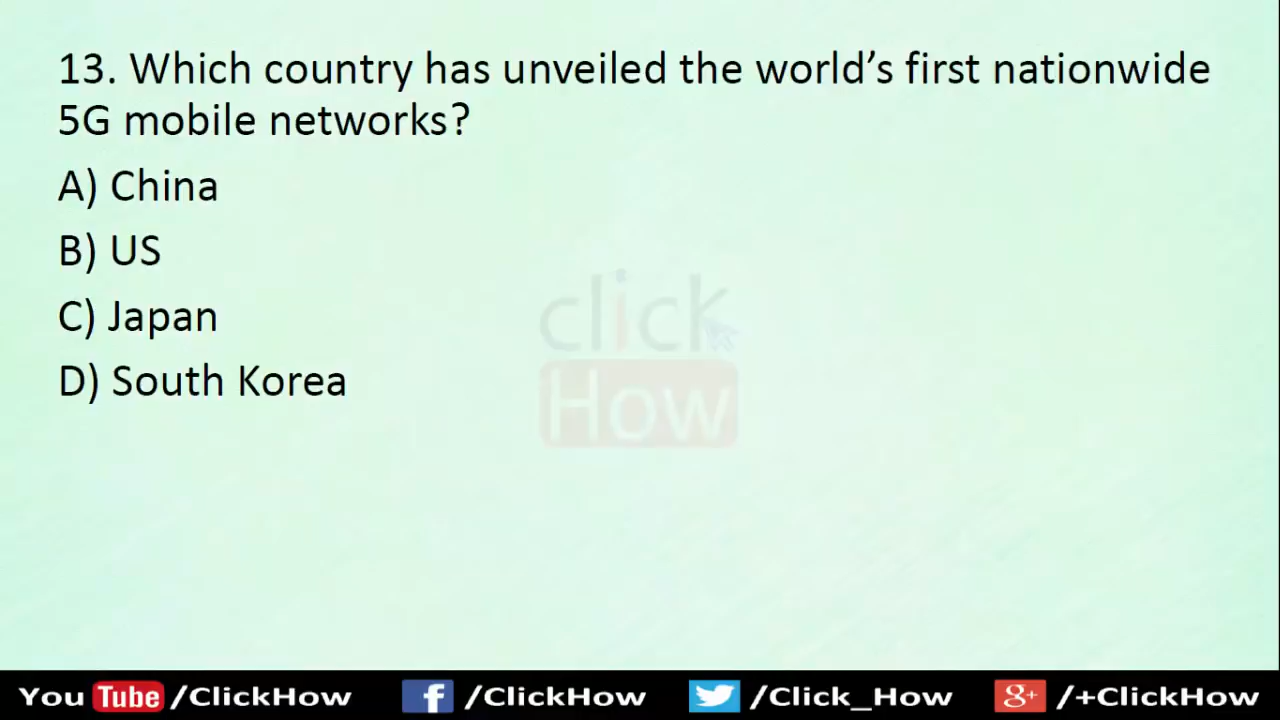 13. Which country has unveiled the world’s first nationwide
5G mobile networks?
A) China
B) US
C) Japan
D) South Korea
click
How
You Tube /ClickHow f /ClickHow /Click_How g+ /+ClickHow